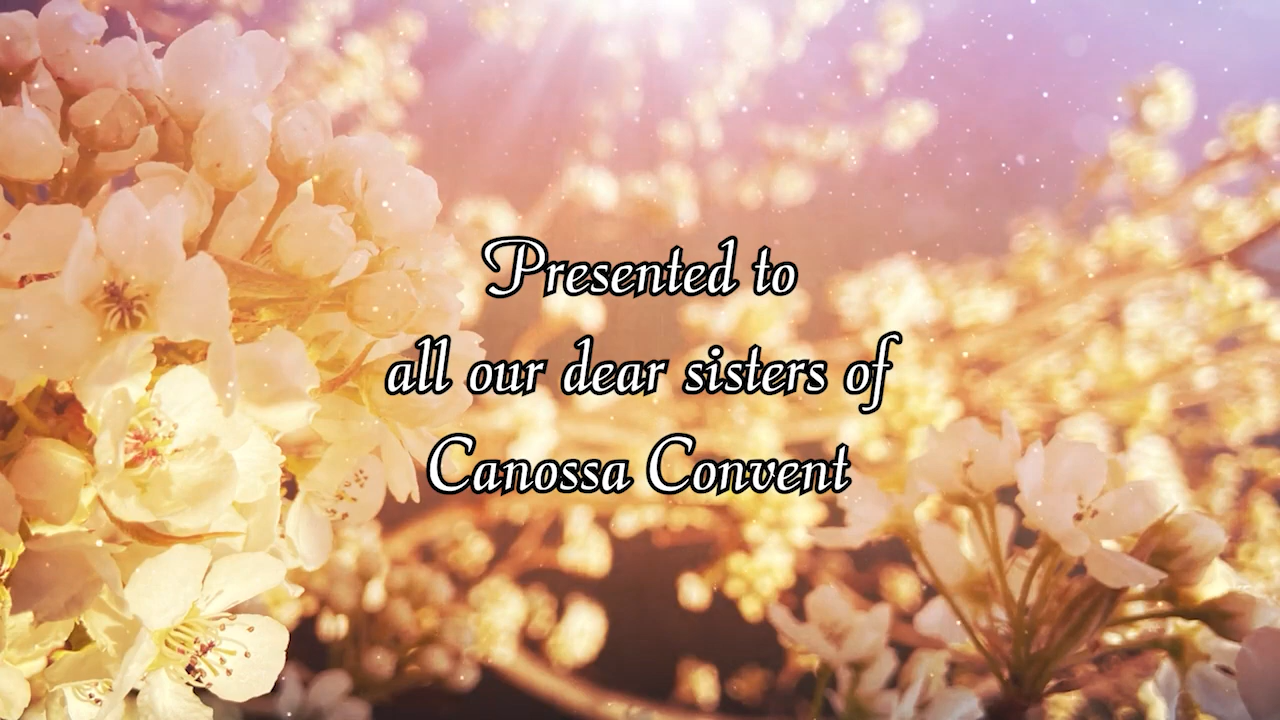 Presented to
all our dear sisters of
Canossa Convent